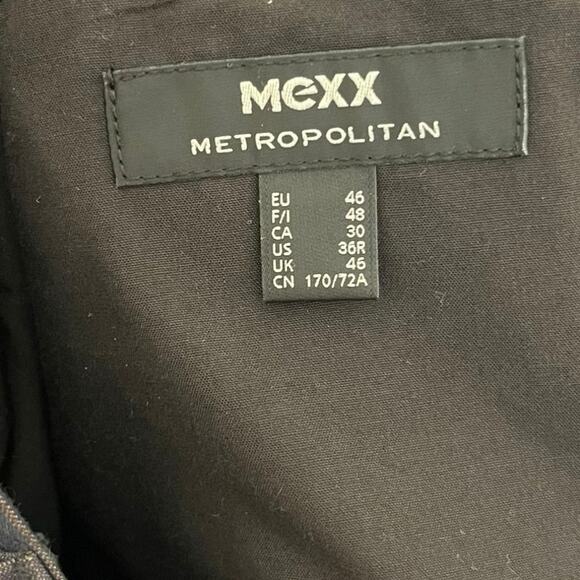 Mexx
METROPOLITAN
EU 46
F/I 48
CA 30
US 36R
UK 46
CN 170/72A